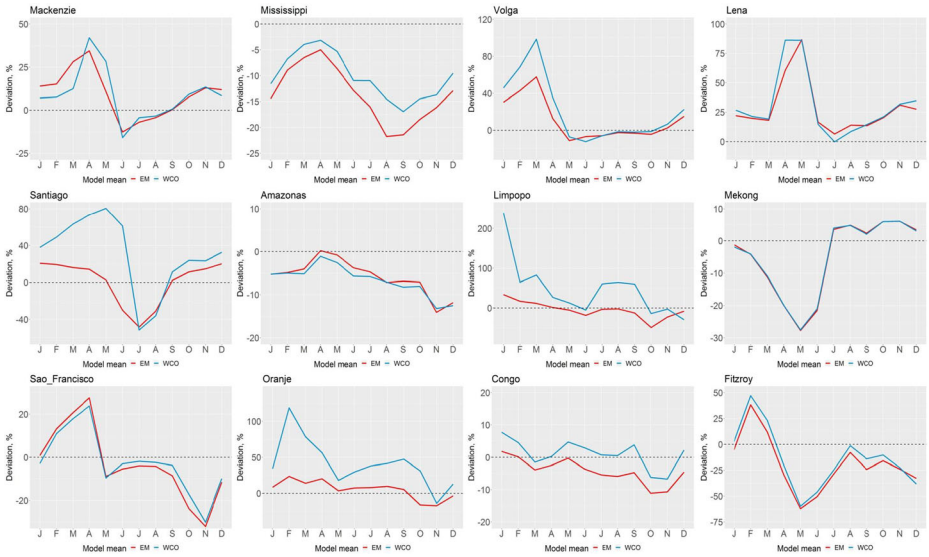 Mackenzie
Deviation, %
50
25
0
-25
J F M A M J J A S O N D
Model mean EM WCO
Mississippi
Deviation, %
0
-5
-10
-15
-20
-25
J F M A M J J A S O N D
Model mean EM WCO
Volga
Deviation, %
120
80
40
0
J F M A M J J A S O N D
Model mean EM WCO
Lena
Deviation, %
100
75
50
25
0
J F M A M J J A S O N D
Model mean EM WCO
Santiago
Deviation, %
80
40
0
-40
J F M A M J J A S O N D
Model mean EM WCO
Amazonas
Deviation, %
10
0
-10
-20
J F M A M J J A S O N D
Model mean EM WCO
Limpopo
Deviation, %
200
100
0
J F M A M J J A S O N D
Model mean EM WCO
Mekong
Deviation, %
10
0
-10
-20
-30
J F M A M J J A S O N D
Model mean EM WCO
Sao_Francisco
Deviation, %
20
0
-20
J F M A M J J A S O N D
Model mean EM WCO
Oranje
Deviation, %
100
50
0
J F M A M J J A S O N D
Model mean EM WCO
Congo
Deviation, %
20
10
0
-10
-20
J F M A M J J A S O N D
Model mean EM WCO
Fitzroy
Deviation, %
50
25
0
-25
-50
-75
J F M A M J J A S O N D
Model mean EM WCO